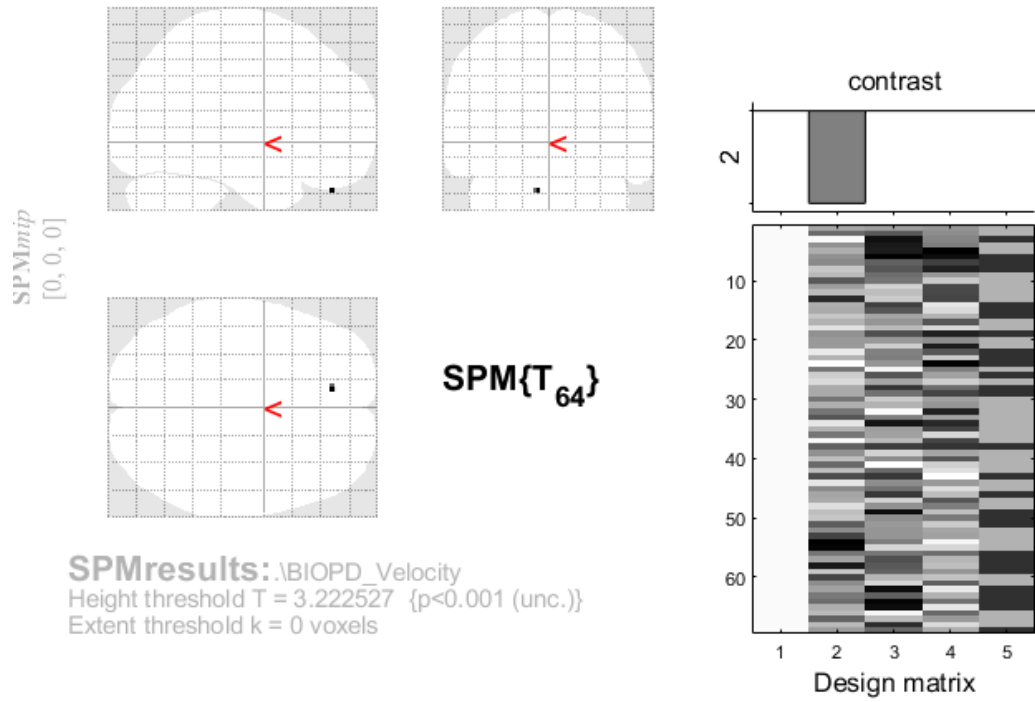 SPMmip
[0, 0, 0]
SPM{T64}
SPMresults: .\BIOPD_Velocity
Height threshold T = 3.222527 {p<0.001 (unc.)}
Extent threshold k = 0 voxels
contrast
2
10
20
30
40
50
60
1 2 3 4 5
Design matrix